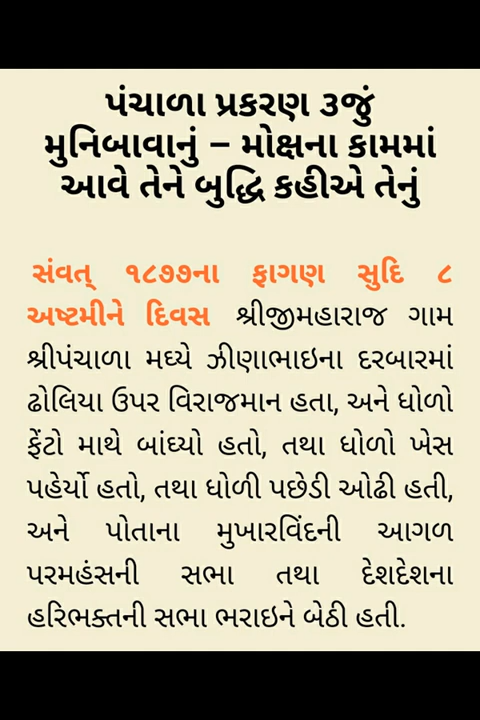 પંચાળા પ્રકરણ ૩જું
મુનિબાવાનું – મોક્ષના કામમાં
આવે તેને બુદ્ધિ કહીએ તેનું
સંવત્ ૧૮૭૭ના ફાગણ સુદિ ૮
અષ્ટમીને દિવસ શ્રીજીમહારાજ ગામ
શ્રીપંચાળા મઘ્યે ઝીણાભાઇના દરબારમાં
ઢોલિયા ઉપર વિરાજમાન હતા, અને ધોળો
ફેંટો માથે બાંઘ્યો હતો, તથા ધોળો ખેસ
પહેર્યો હતો, તથા ધોળી પછેડી ઓઢી હતી,
અને પોતાના મુખારવિંદની આગળ
પરમહંસની સભા તથા દેશદેશના
હરિભક્તની સભા ભરાઇને બેઠી હતી.